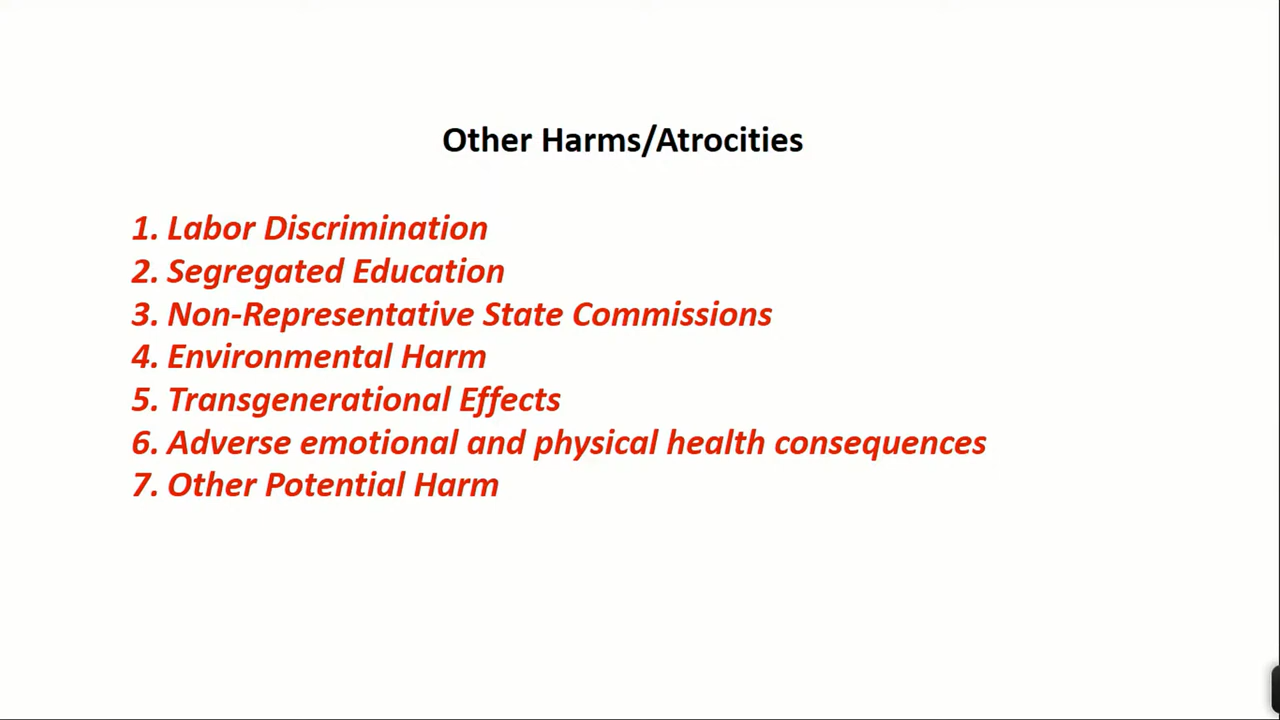 Other Harms/Atrocities
1. Labor Discrimination
2. Segregated Education
3. Non-Representative State Commissions
4. Environmental Harm
5. Transgenerational Effects
6. Adverse emotional and physical health consequences
7. Other Potential Harm